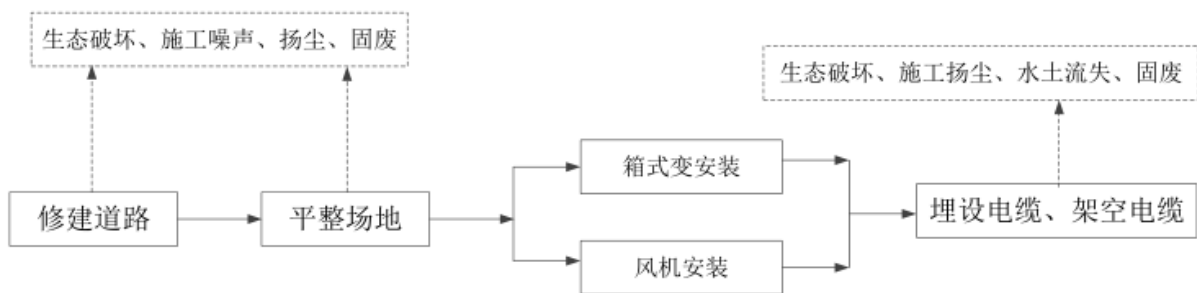 生态破坏、施工噪声、扬尘、固废
生态破坏、施工扬尘、水土流失、固废
箱式变安装
修建道路
平整场地
埋设电缆、架空电缆
风机安装